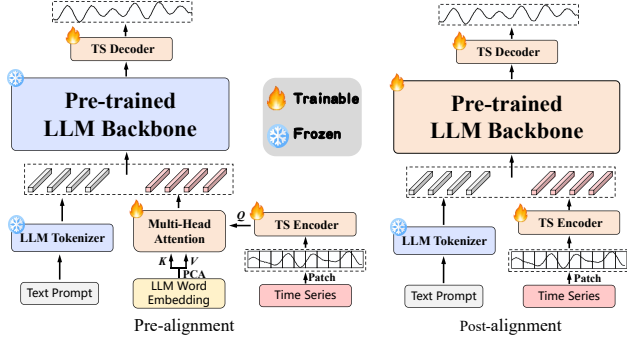 TS Decoder
Pre-trained
LLM Backbone
LLM Tokenizer
Text Prompt
Multi-Head
Attention
Q
TS Encoder
K
V
PCA
LLM Word
Embedding
Patch
Time Series
Pre-alignment
Trainable
Frozen
TS Decoder
Pre-trained
LLM Backbone
LLM Tokenizer
Text Prompt
TS Encoder
Patch
Time Series
Post-alignment